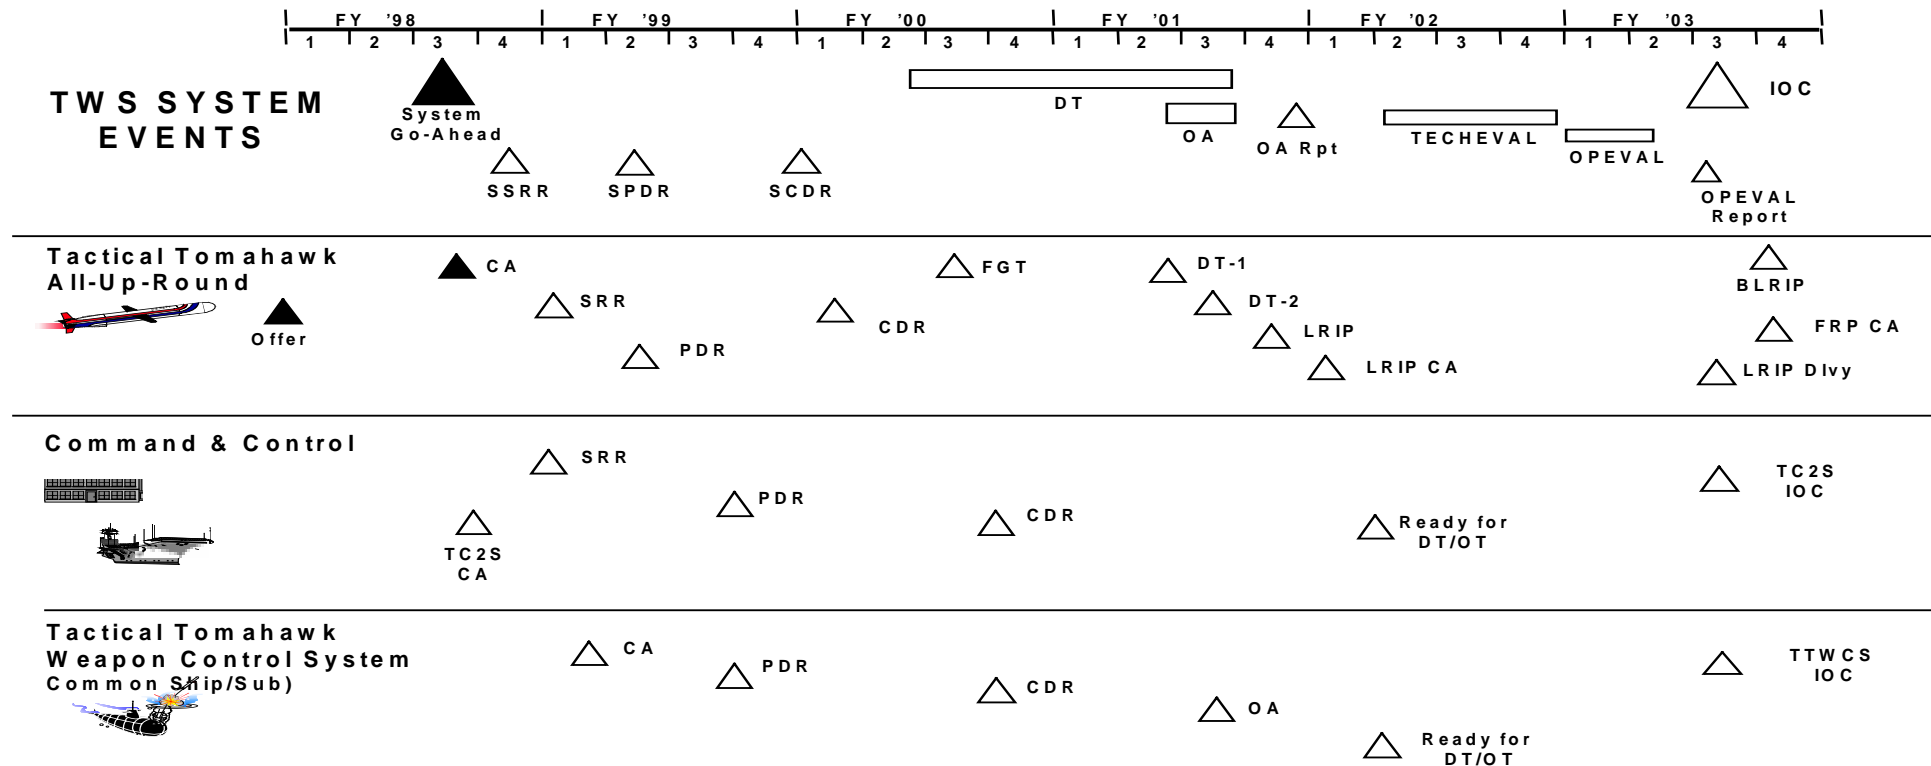 FY '98 FY '99 FY '00 FY '01 FY '02 FY '03
1 2 3 4 1 2 3 4 1 2 3 4 1 2 3 4 1 2 3 4 1 2 3 4
TWS SYSTEM
EVENTS
System
Go-Ahead
SSRR
SPDR
SCDR
DT
OA
OA Rpt
TECHEVAL
OPEVAL
IOC
OPEVAL
Report
Tactical Tomahawk
All-Up-Round
Offer
CA
SRR
PDR
CDR
FGT
DT-1
DT-2
LRIP
LRIP CA
BLRIP
FRP CA
LRIP Dlvy
Command & Control
TC2S
CA
SRR
PDR
CDR
Ready for
DT/OT
TC2S
IOC
Tactical Tomahawk
Weapon Control System
Common Ship/Sub)
CA
PDR
CDR
OA
Ready for
DT/OT
TTWCS
IOC